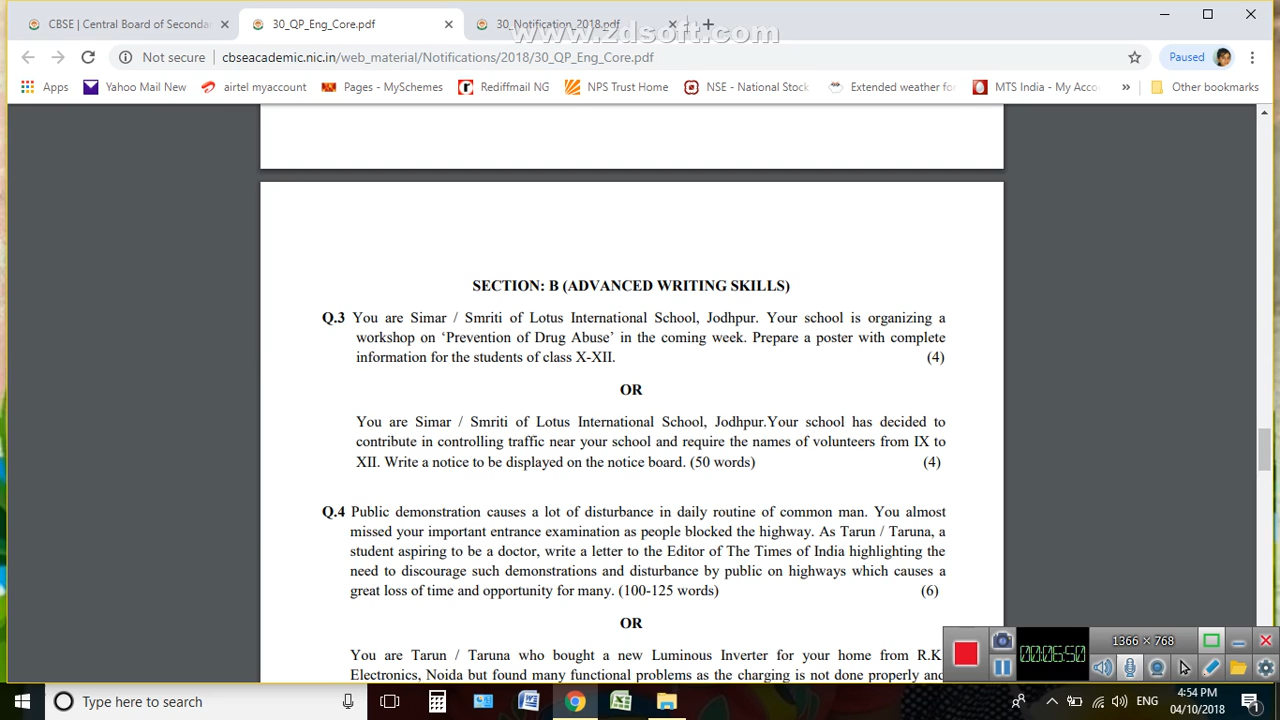 CBSE | Central Board of Secondar
30_QP_Eng_Core.pdf
30_Notification_2018.pdf
www.zdsoft.com
Not secure
cbseacademic.nic.in/web_material/Notifications/2018/30_QP_Eng_Core.pdf
Paused
Apps
Yahoo Mail New
airtel myaccount
Pages - MySchemes
Rediffmail NG
NPS Trust Home
NSE - National Stock
Extended weather fo
MTS India - My Acco
»
Other bookmarks
SECTION: B (ADVANCED WRITING SKILLS)
Q.3 You are Simar / Smriti of Lotus International School, Jodhpur. Your school is organizing a
workshop on ‘Prevention of Drug Abuse’ in the coming week. Prepare a poster with complete
information for the students of class X-XII. (4)
OR
You are Simar / Smriti of Lotus International School, Jodhpur.Your school has decided to
contribute in controlling traffic near your school and require the names of volunteers from IX to
XII. Write a notice to be displayed on the notice board. (50 words) (4)
Q.4 Public demonstration causes a lot of disturbance in daily routine of common man. You almost
missed your important entrance examination as people blocked the highway. As Tarun / Taruna, a
student aspiring to be a doctor, write a letter to the Editor of The Times of India highlighting the
need to discourage such demonstrations and disturbance by public on highways which causes a
great loss of time and opportunity for many. (100-125 words) (6)
OR
You are Tarun / Taruna who bought a new Luminous Inverter for your home from R.K
Electronics, Noida but found many functional problems as the charging is not done properly and
1366 × 768
00:06:50
Type here to search
ENG
4:54 PM
04/10/2018
1